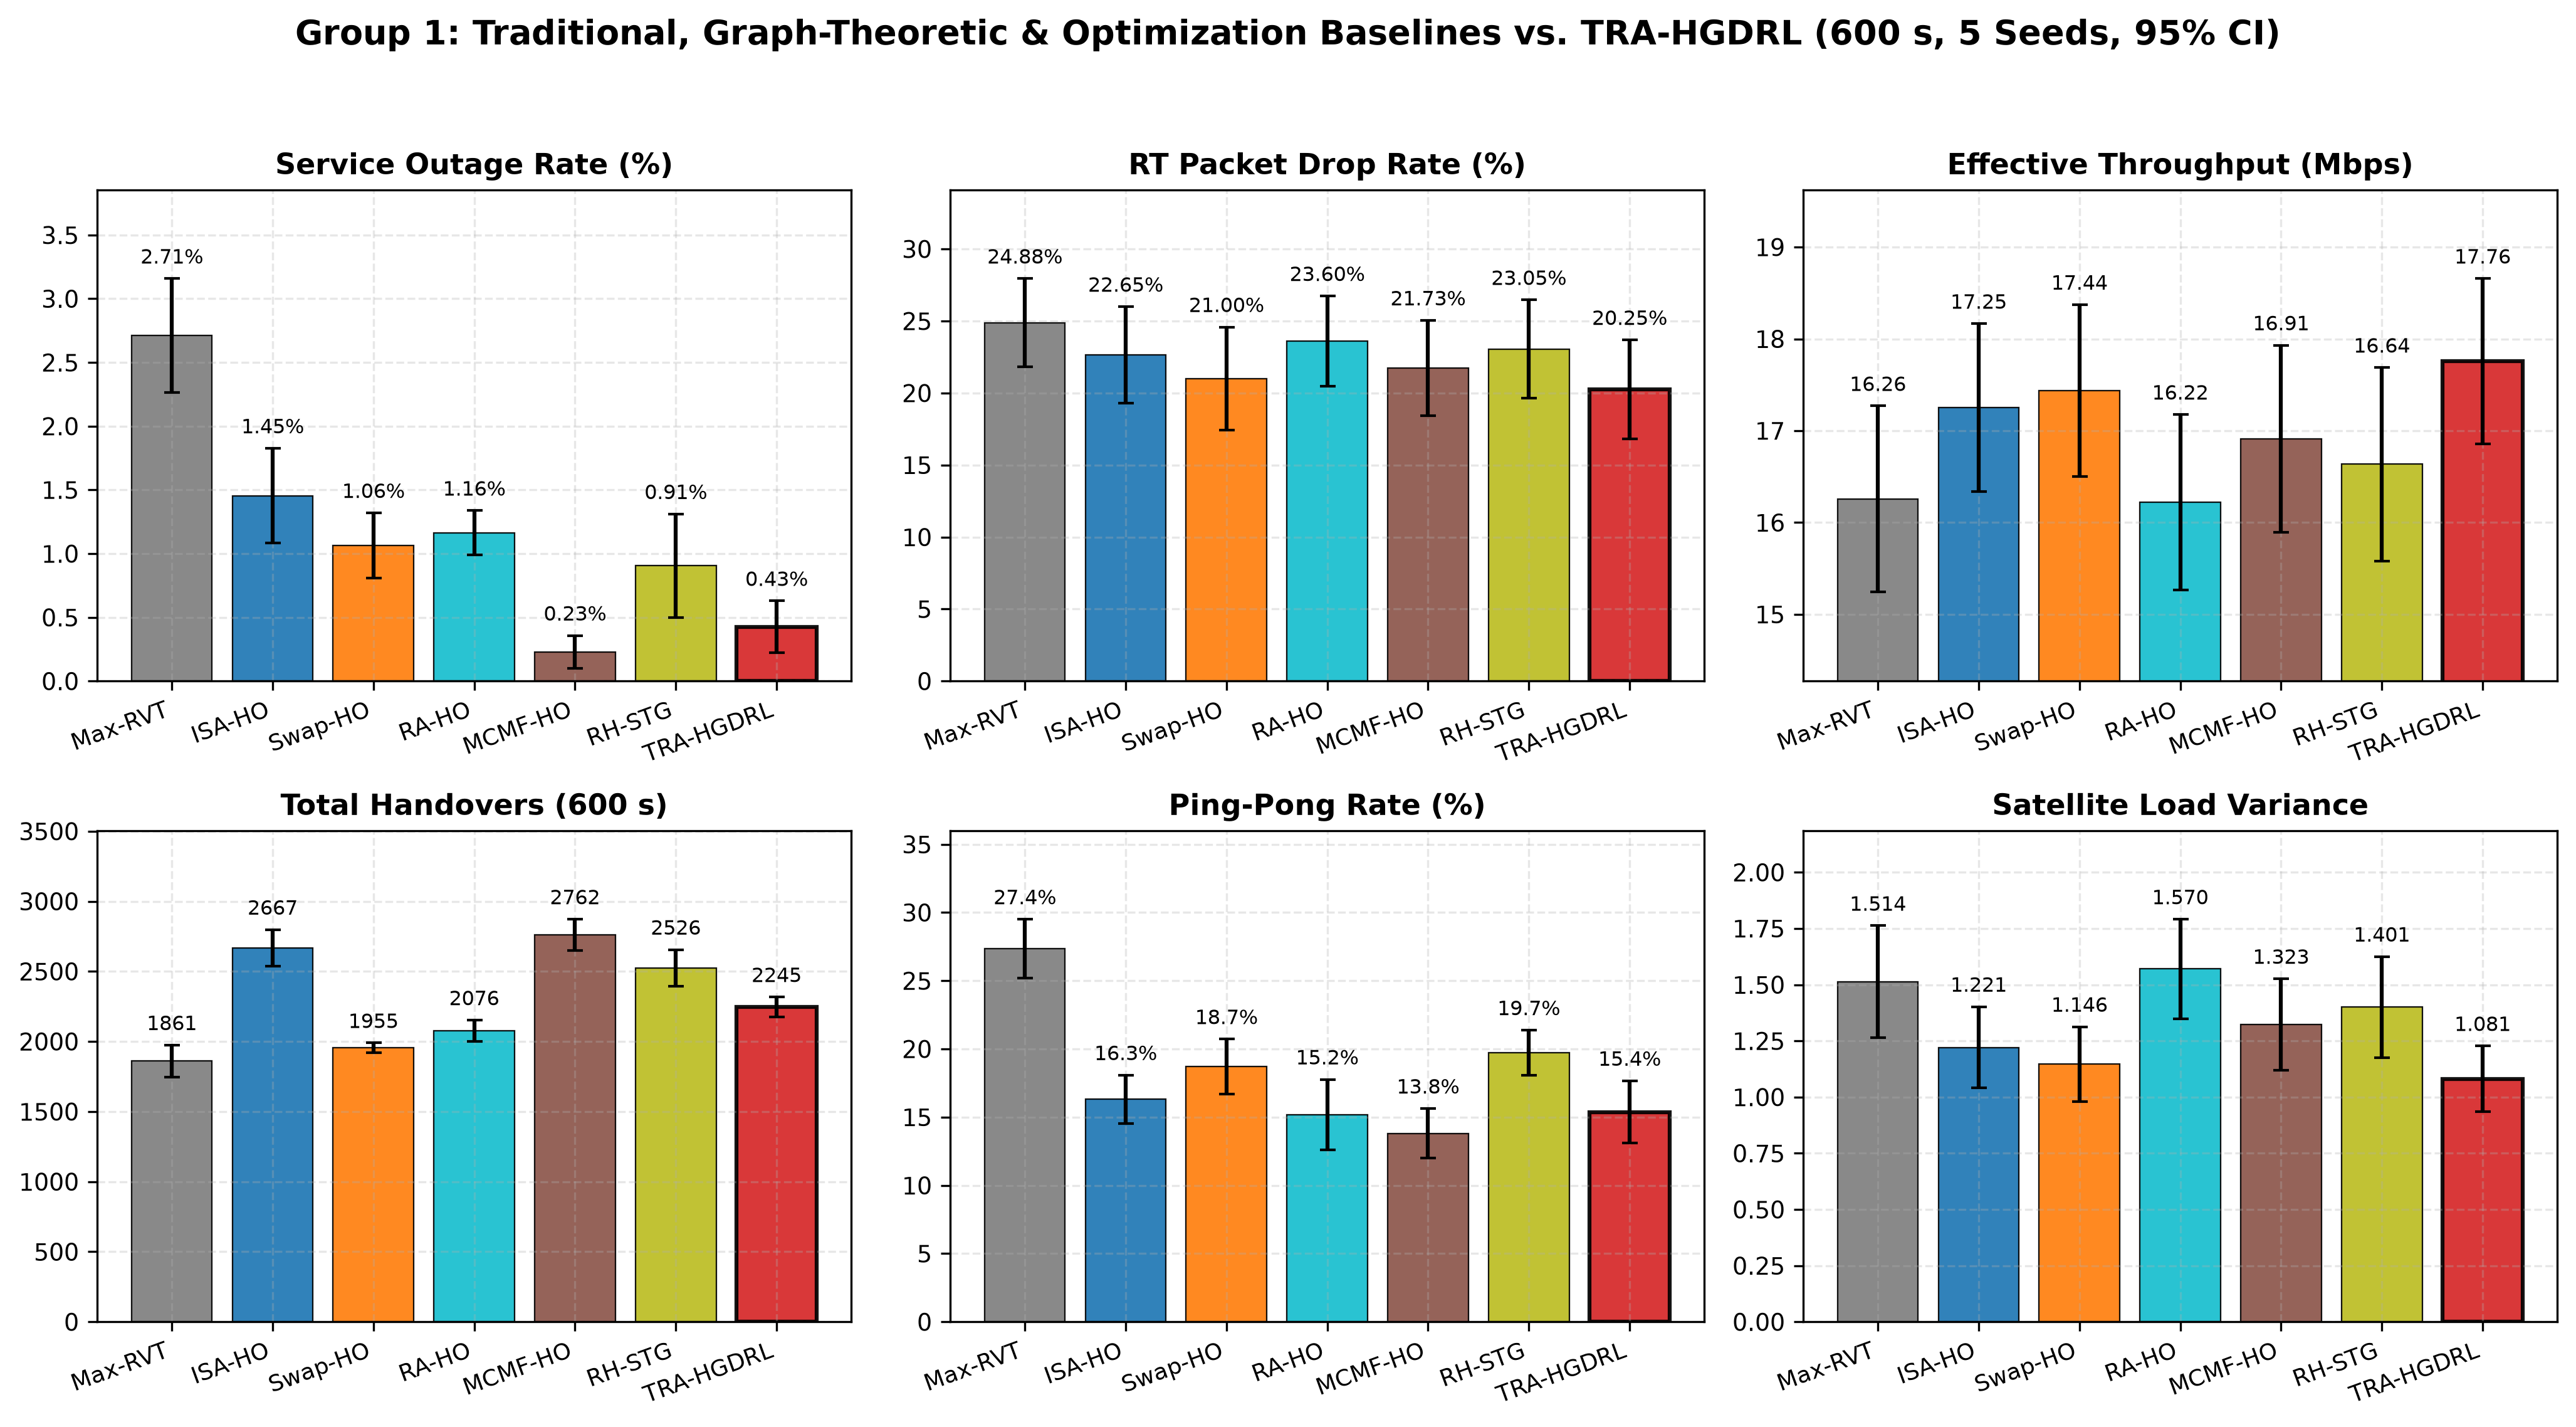 Group 1: Traditional, Graph-Theoretic & Optimization Baselines vs. TRA-HGDRL (600 s, 5 Seeds, 95% CI)
Service Outage Rate (%)
3.5
3.0
2.5
2.0
1.5
1.0
0.5
0.0
2.71%
1.45%
1.06%
1.16%
0.23%
0.91%
0.43%
Max-RVT
ISA-HO
Swap-HO
RA-HO
MCMF-HO
RH-STG
TRA-HGDRL
RT Packet Drop Rate (%)
30
25
20
15
10
5
0
24.88%
22.65%
21.00%
23.60%
21.73%
23.05%
20.25%
Max-RVT
ISA-HO
Swap-HO
RA-HO
MCMF-HO
RH-STG
TRA-HGDRL
Effective Throughput (Mbps)
19
18
17
16
15
16.26
17.25
17.44
16.22
16.91
16.64
17.76
Max-RVT
ISA-HO
Swap-HO
RA-HO
MCMF-HO
RH-STG
TRA-HGDRL
Total Handovers (600 s)
3500
3000
2500
2000
1500
1000
500
0
1861
2667
1955
2076
2762
2526
2245
Max-RVT
ISA-HO
Swap-HO
RA-HO
MCMF-HO
RH-STG
TRA-HGDRL
Ping-Pong Rate (%)
35
30
25
20
15
10
5
0
27.4%
16.3%
18.7%
15.2%
13.8%
19.7%
15.4%
Max-RVT
ISA-HO
Swap-HO
RA-HO
MCMF-HO
RH-STG
TRA-HGDRL
Satellite Load Variance
2.00
1.75
1.50
1.25
1.00
0.75
0.50
0.25
0.00
1.514
1.221
1.146
1.570
1.323
1.401
1.081
Max-RVT
ISA-HO
Swap-HO
RA-HO
MCMF-HO
RH-STG
TRA-HGDRL